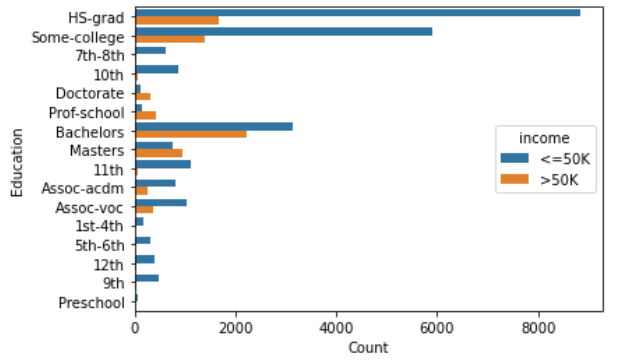 HS-grad
Some-college
7th-8th
10th
Doctorate
Prof-school
Bachelors
Masters
11th
Assoc-acdm
Assoc-voc
1st-4th
5th-6th
12th
9th
Preschool
Education
income
<=50K
>50K
0 2000 4000 6000 8000
Count